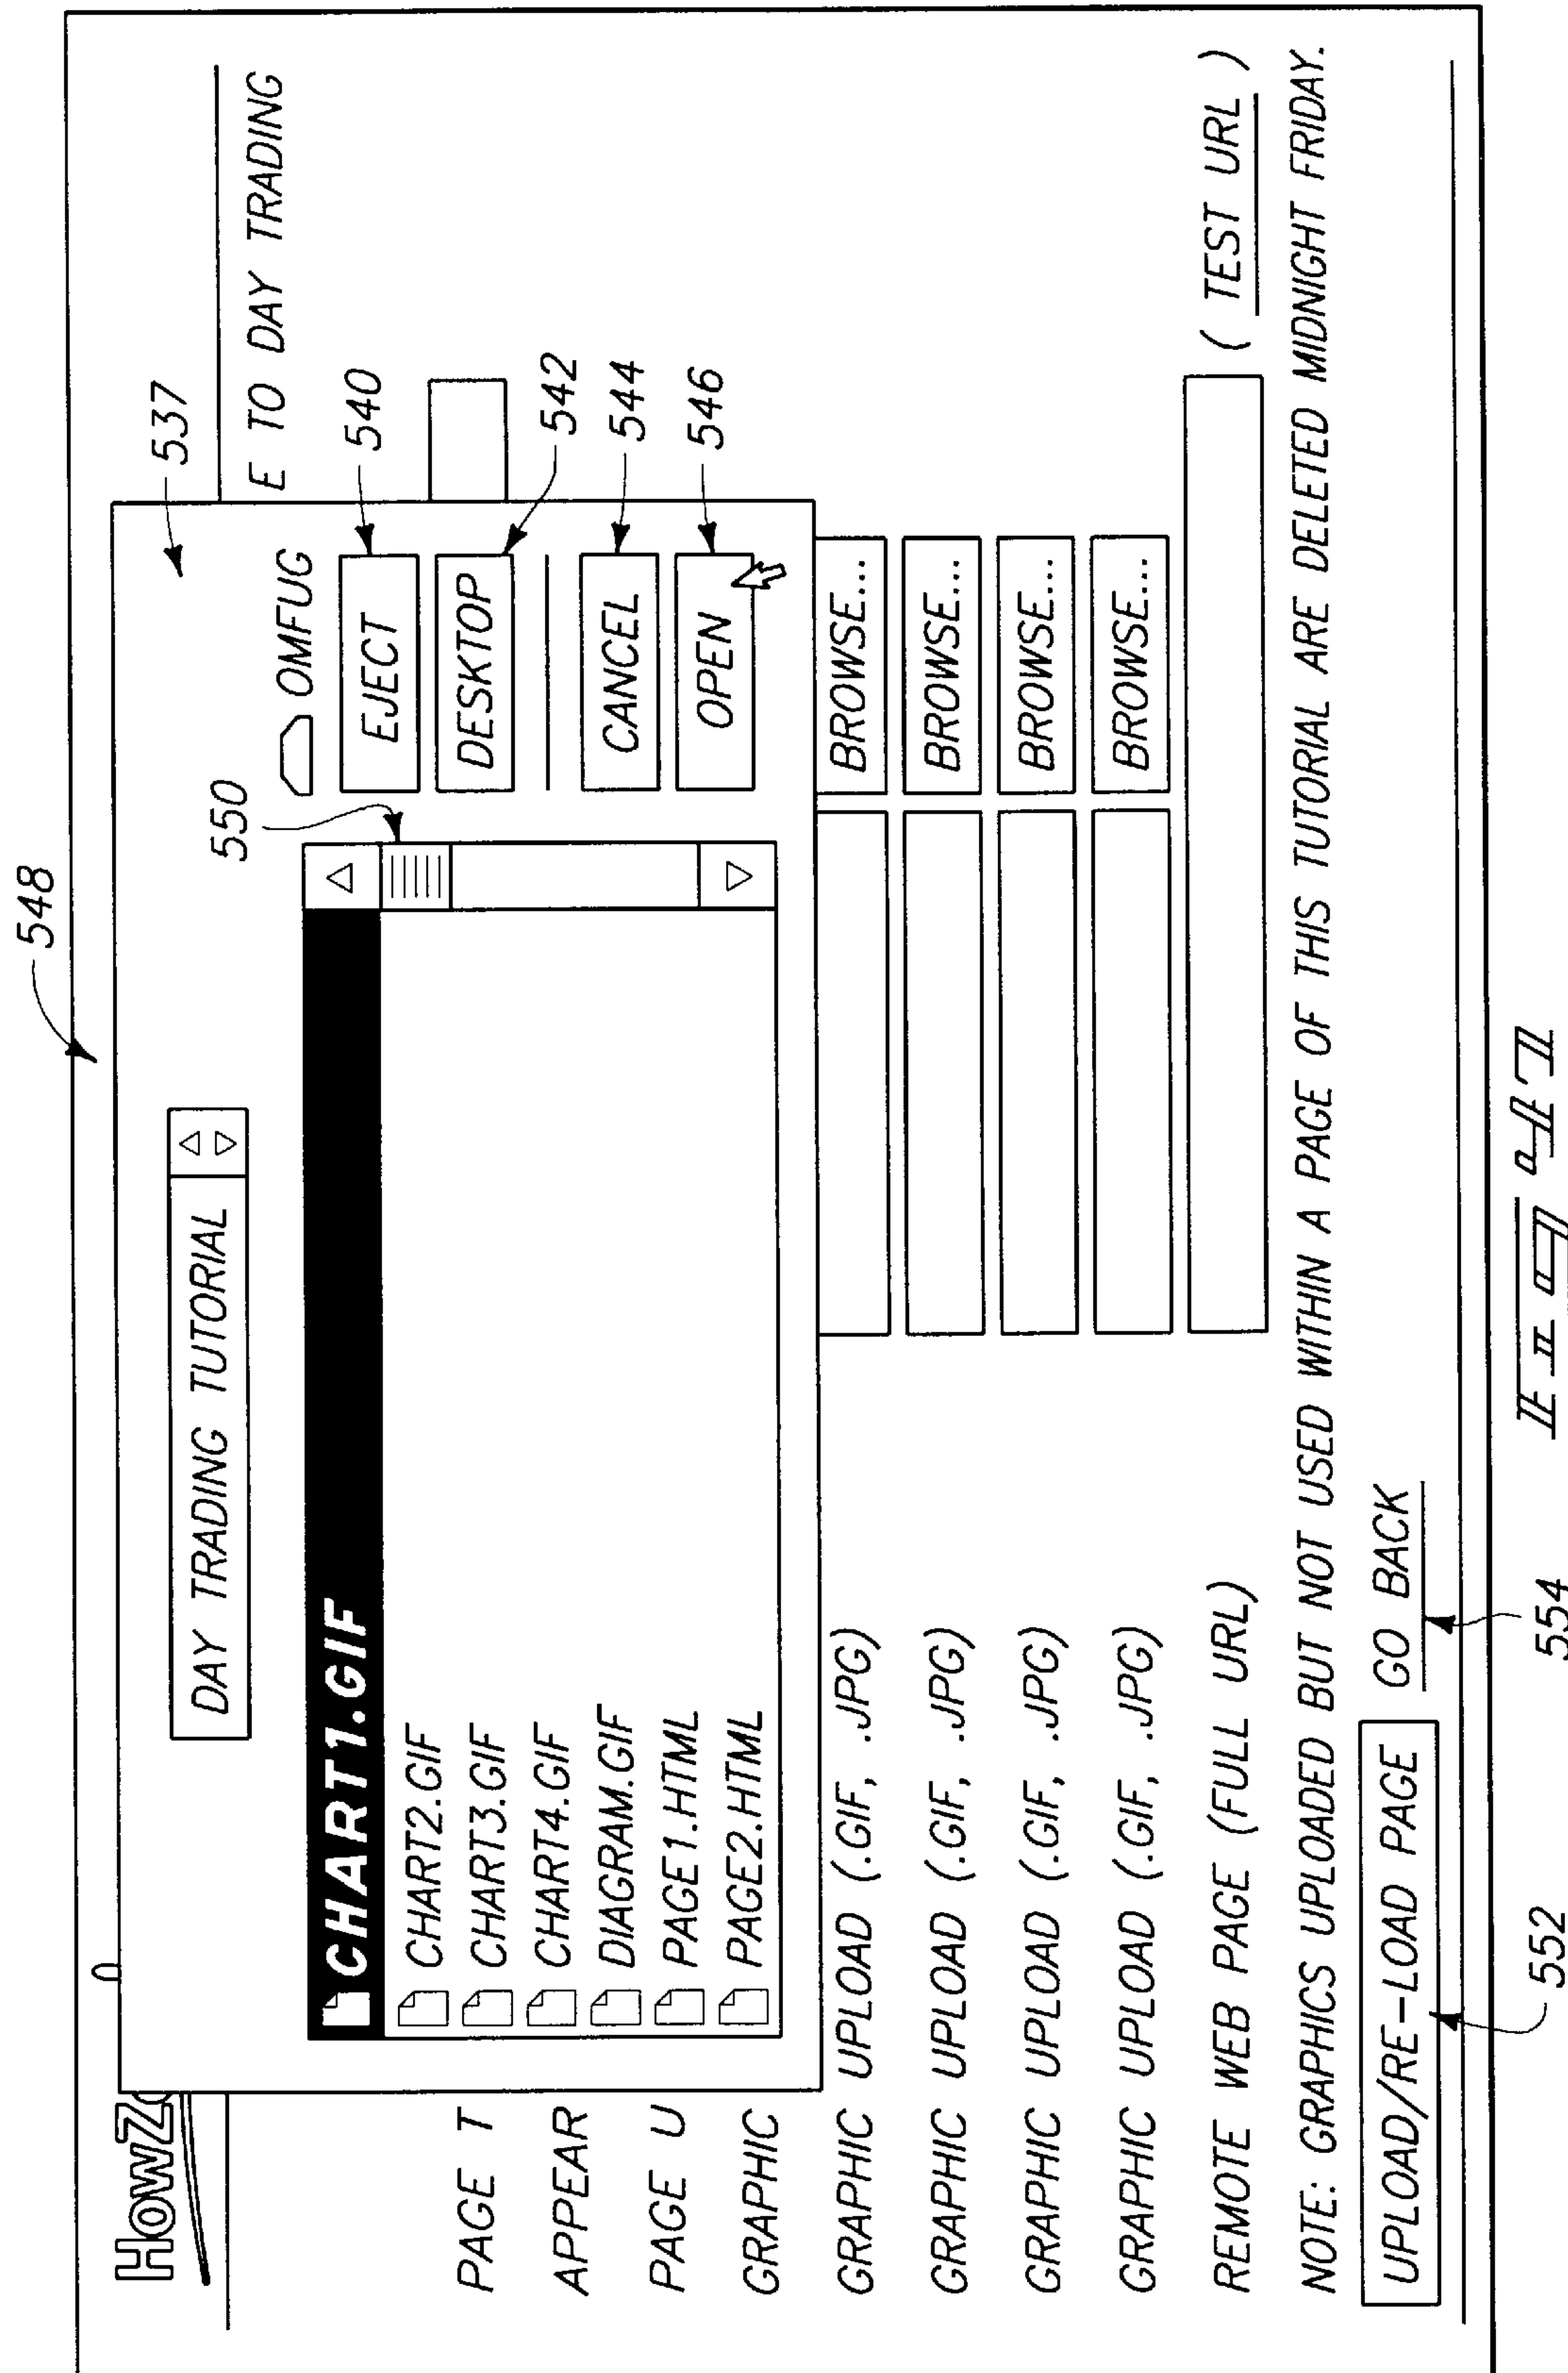 548
HowZ
537
DAY TRADING TUTORIAL
E TO DAY TRADING
550
OMFUG
CHART1.GIF
EJECT
540
CHART2.GIF
DESKTOP
542
PAGE T
CHART3.GIF
CHART4.GIF
APPEAR
DIAGRAM.GIF
CANCEL
544
PAGE U
PAGE1.HTML
OPEN
546
GRAPHIC
PAGE2.HTML
GRAPHIC UPLOAD (.GIF, .JPG) BROWSE...
GRAPHIC UPLOAD (.GIF, .JPG) BROWSE...
GRAPHIC UPLOAD (.GIF, .JPG) BROWSE...
GRAPHIC UPLOAD (.GIF, .JPG) BROWSE...
REMOTE WEB PAGE (FULL URL) ( TEST URL )
NOTE: GRAPHICS UPLOADED BUT NOT USED WITHIN A PAGE OF THIS TUTORIAL ARE DELETED MIDNIGHT FRIDAY.
UPLOAD/RE-LOAD PAGE GO BACK
552
554
FIG 47